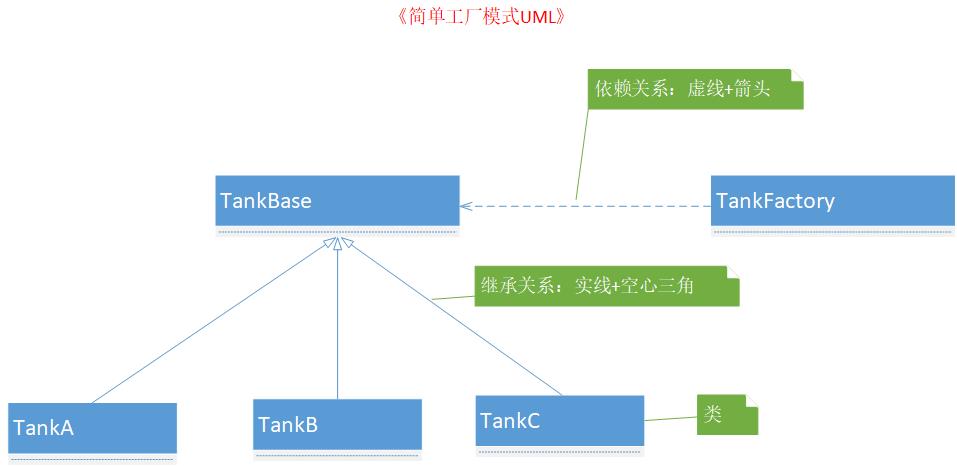 《简单工厂模式UML》
依赖关系：虚线+箭头
TankBase
TankFactory
继承关系：实线+空心三角
TankA
TankB
TankC
类